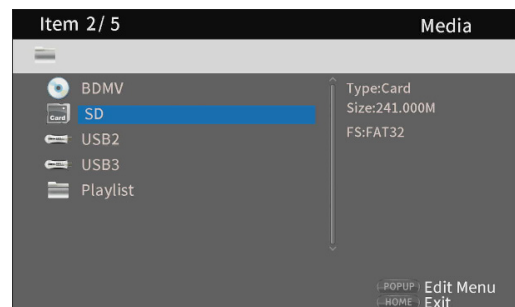 Item 2/ 5
Media
BDMV
Card
SD
USB2
USB3
Playlist
Type:Card
Size:241.000M
FS:FAT32
POPUP Edit Menu
HOME Exit